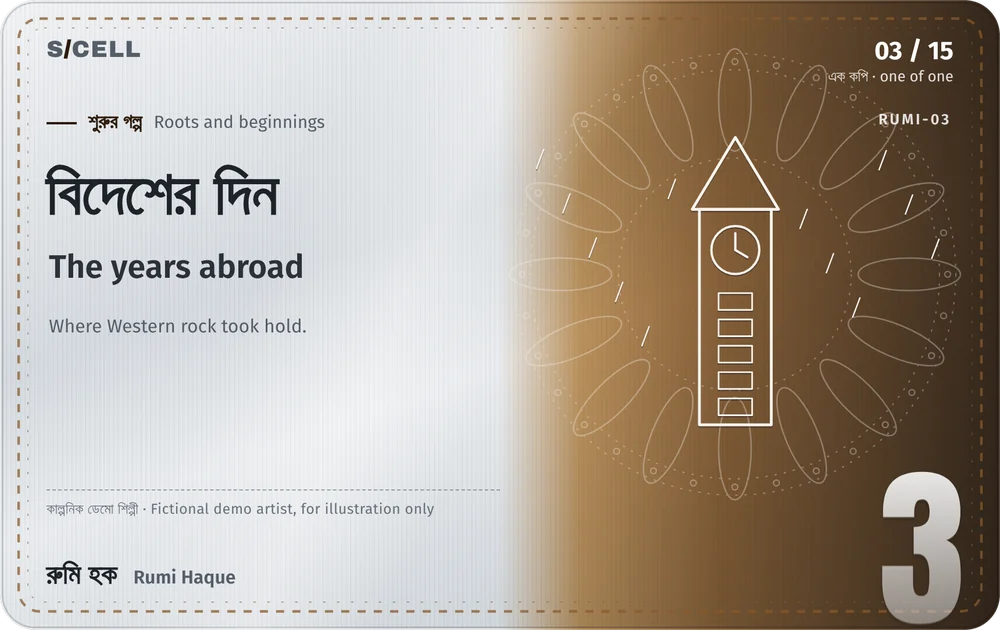 S/CELL
03 / 15
এক কপি · one of one
RUMI-03
শুরুর গল্প Roots and beginnings
বিদেশের দিন
The years abroad
Where Western rock took hold.
কাল্পনিক ডেমো শিল্পী · Fictional demo artist, for illustration only
রুমি হক Rumi Haque
3